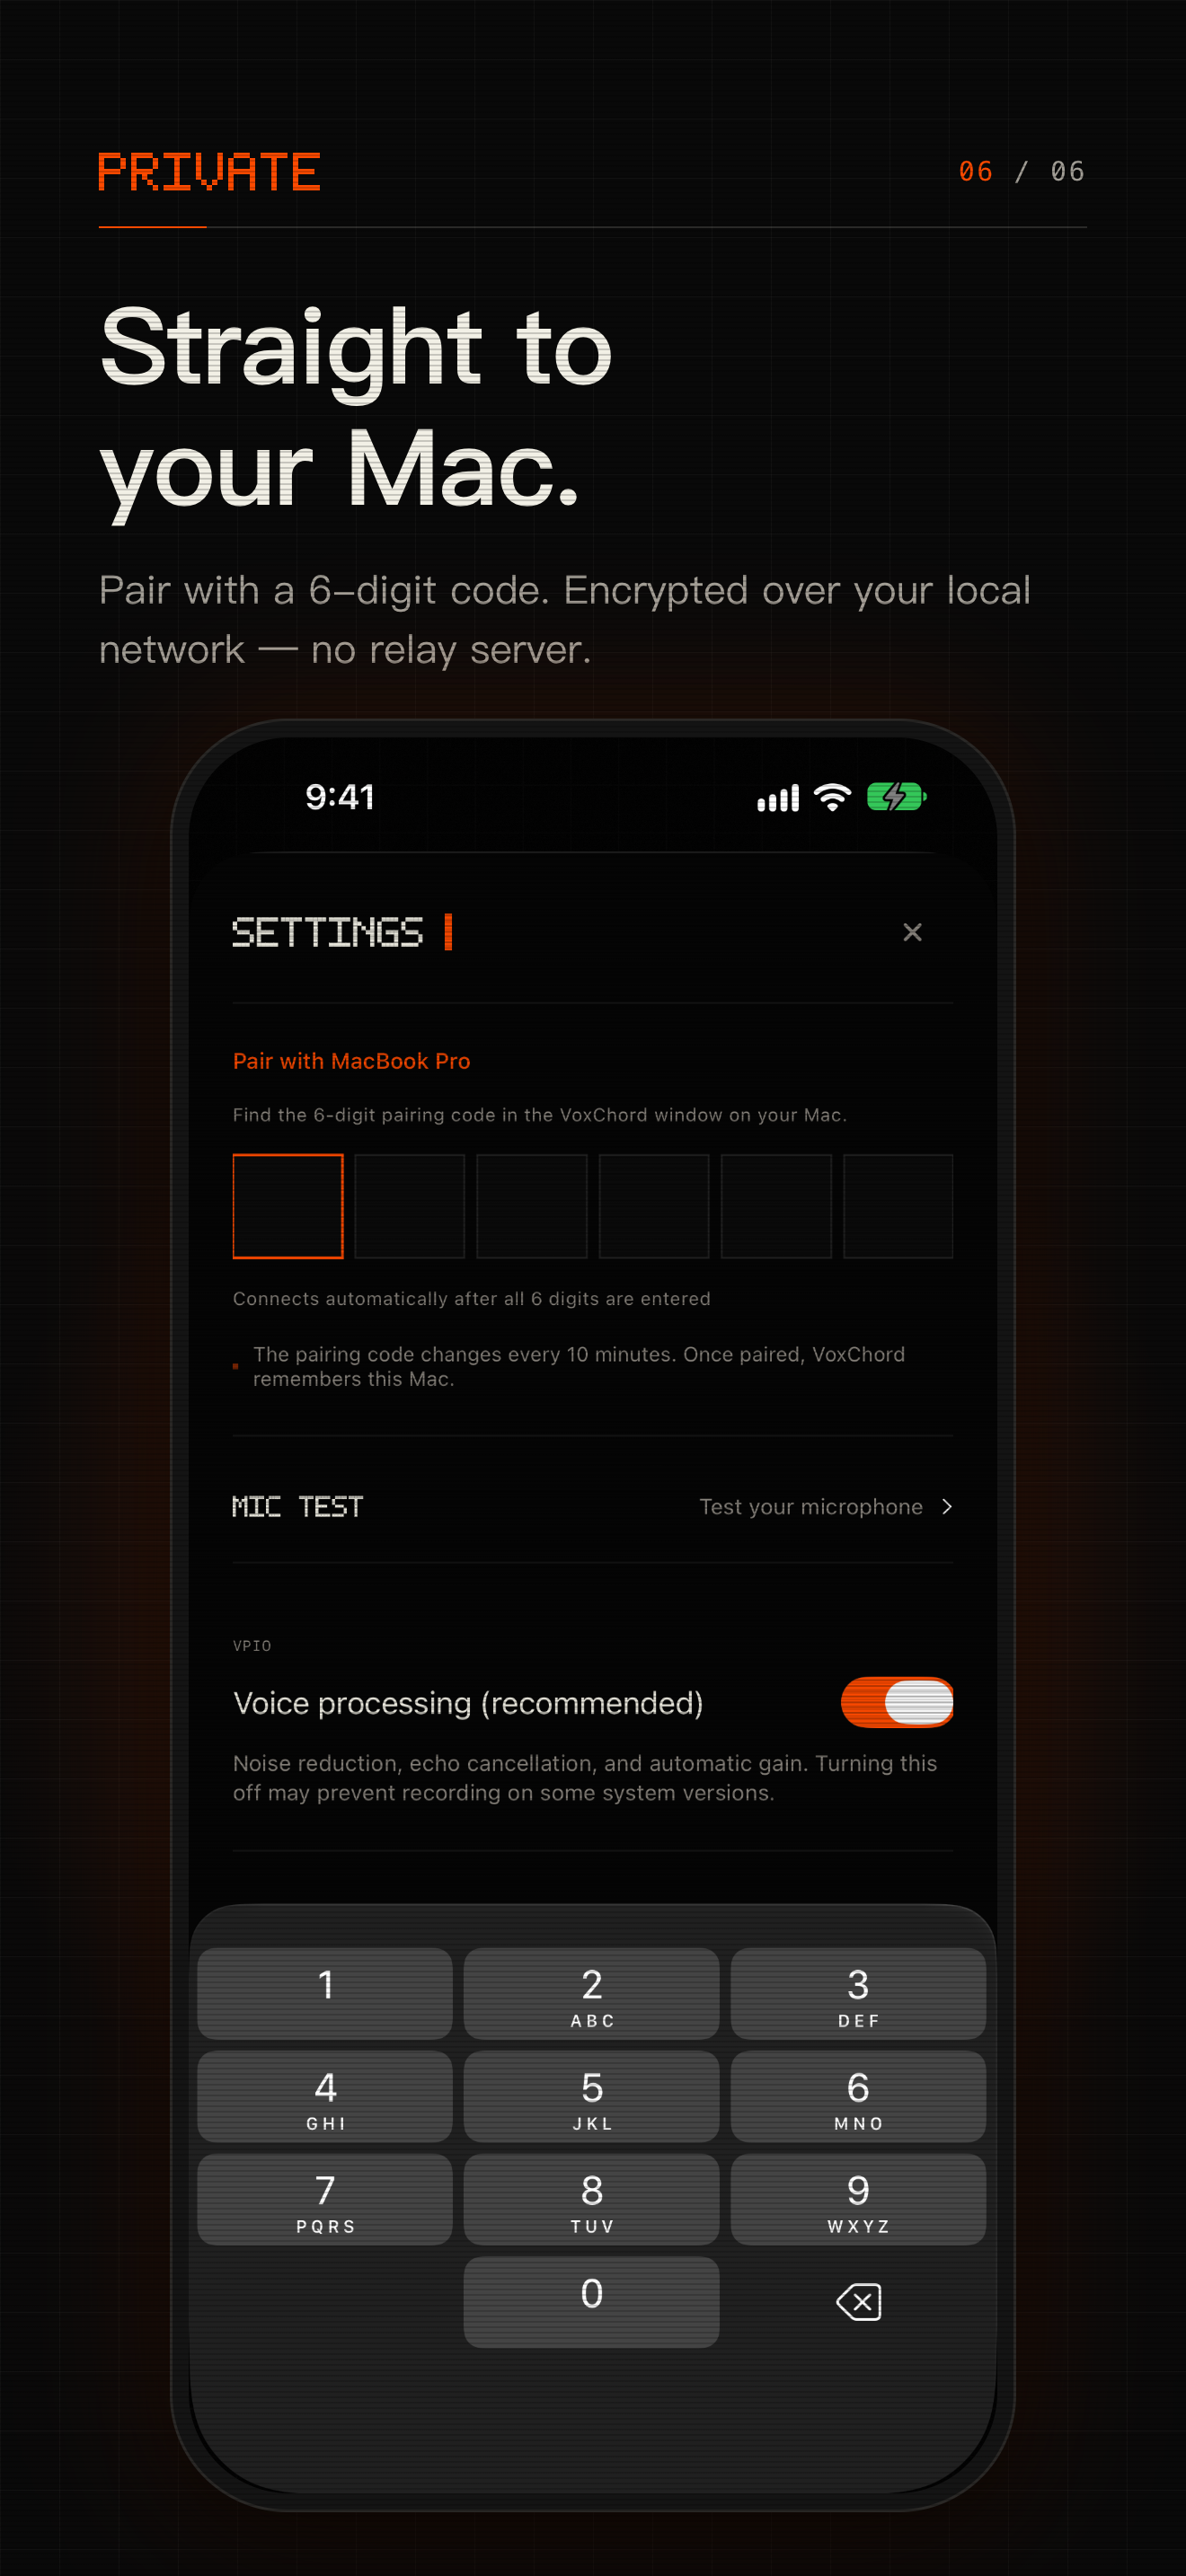 PRIVATE
06 / 06
Straight to
your Mac.
Pair with a 6–digit code. Encrypted over your local
network — no relay server.
9:41
SETTINGS
Pair with MacBook Pro
Find the 6-digit pairing code in the VoxChord window on your Mac.
Connects automatically after all 6 digits are entered
The pairing code changes every 10 minutes. Once paired, VoxChord
remembers this Mac.
MIC TEST
Test your microphone
VPIO
Voice processing (recommended)
Noise reduction, echo cancellation, and automatic gain. Turning this
off may prevent recording on some system versions.
1
2
3
ABC
DEF
4
5
6
GHI
JKL
MNO
7
8
9
PQRS
TUV
WXYZ
0